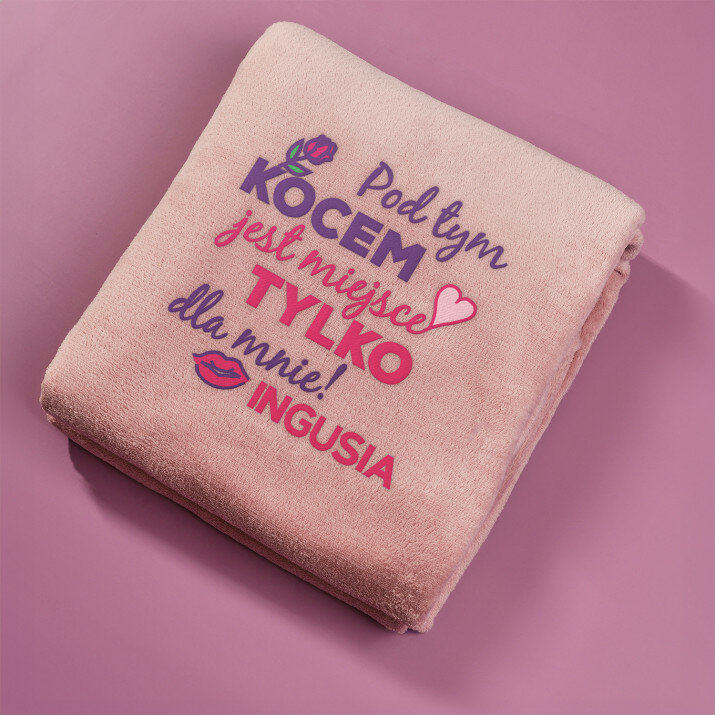 Pod tym
KOCEM
jest miejsce
TYLKO
dla mnie!
INGUSIA